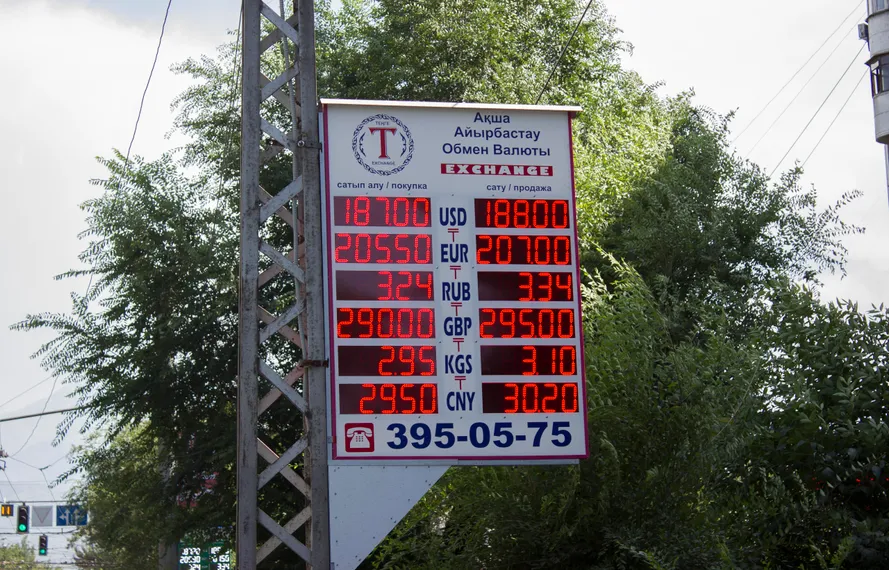 ТЕНГЕ
T
EXCHANGE
Ақша
Айырбастау
Обмен Валюты
EXCHANGE
сатып алу / покупка сату / продажа
187.00 USD 188.00
205.50 EUR 207.00
3.24 RUB 3.34
290.00 GBP 295.00
2.95 KGS 3.10
29.50 CNY 30.20
395-05-75